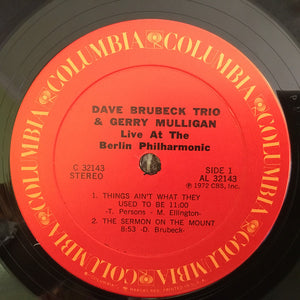 COLUMBIA COLUMBIA COLUMBIA COLUMBIA COLUMBIA COLUMBIA
DAVE BRUBECK TRIO
& GERRY MULLIGAN
Live At The
Berlin Philharmonic
C 32143
STEREO
SIDE 1
AL 32143
Ⓟ 1972 CBS, Inc.
1. THINGS AIN'T WHAT THEY
USED TO BE 11:00
-T. Persons - M. Ellington-
2. THE SERMON ON THE MOUNT
8:53 -D. Brubeck-